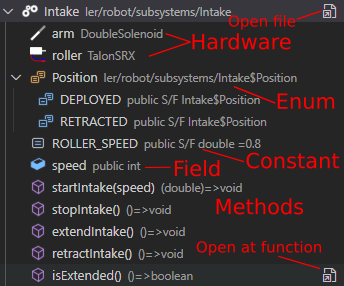 Open file
Intake ler/robot/subsystems/Intake
arm DoubleSolenoid
Hardware
roller TalonSRX
Position ler/robot/subsystems/Intake$Position
Enum
DEPLOYED public S/F Intake$Position
RETRACTED public S/F Intake$Position
ROLLER_SPEED public S/F double =0.8
Constant
speed public int
Field
startIntake(speed) (double)=>void
Methods
stopIntake() ()=>void
extendIntake() ()=>void
retractIntake() ()=>void
Open at function
isExtended() ()=>boolean